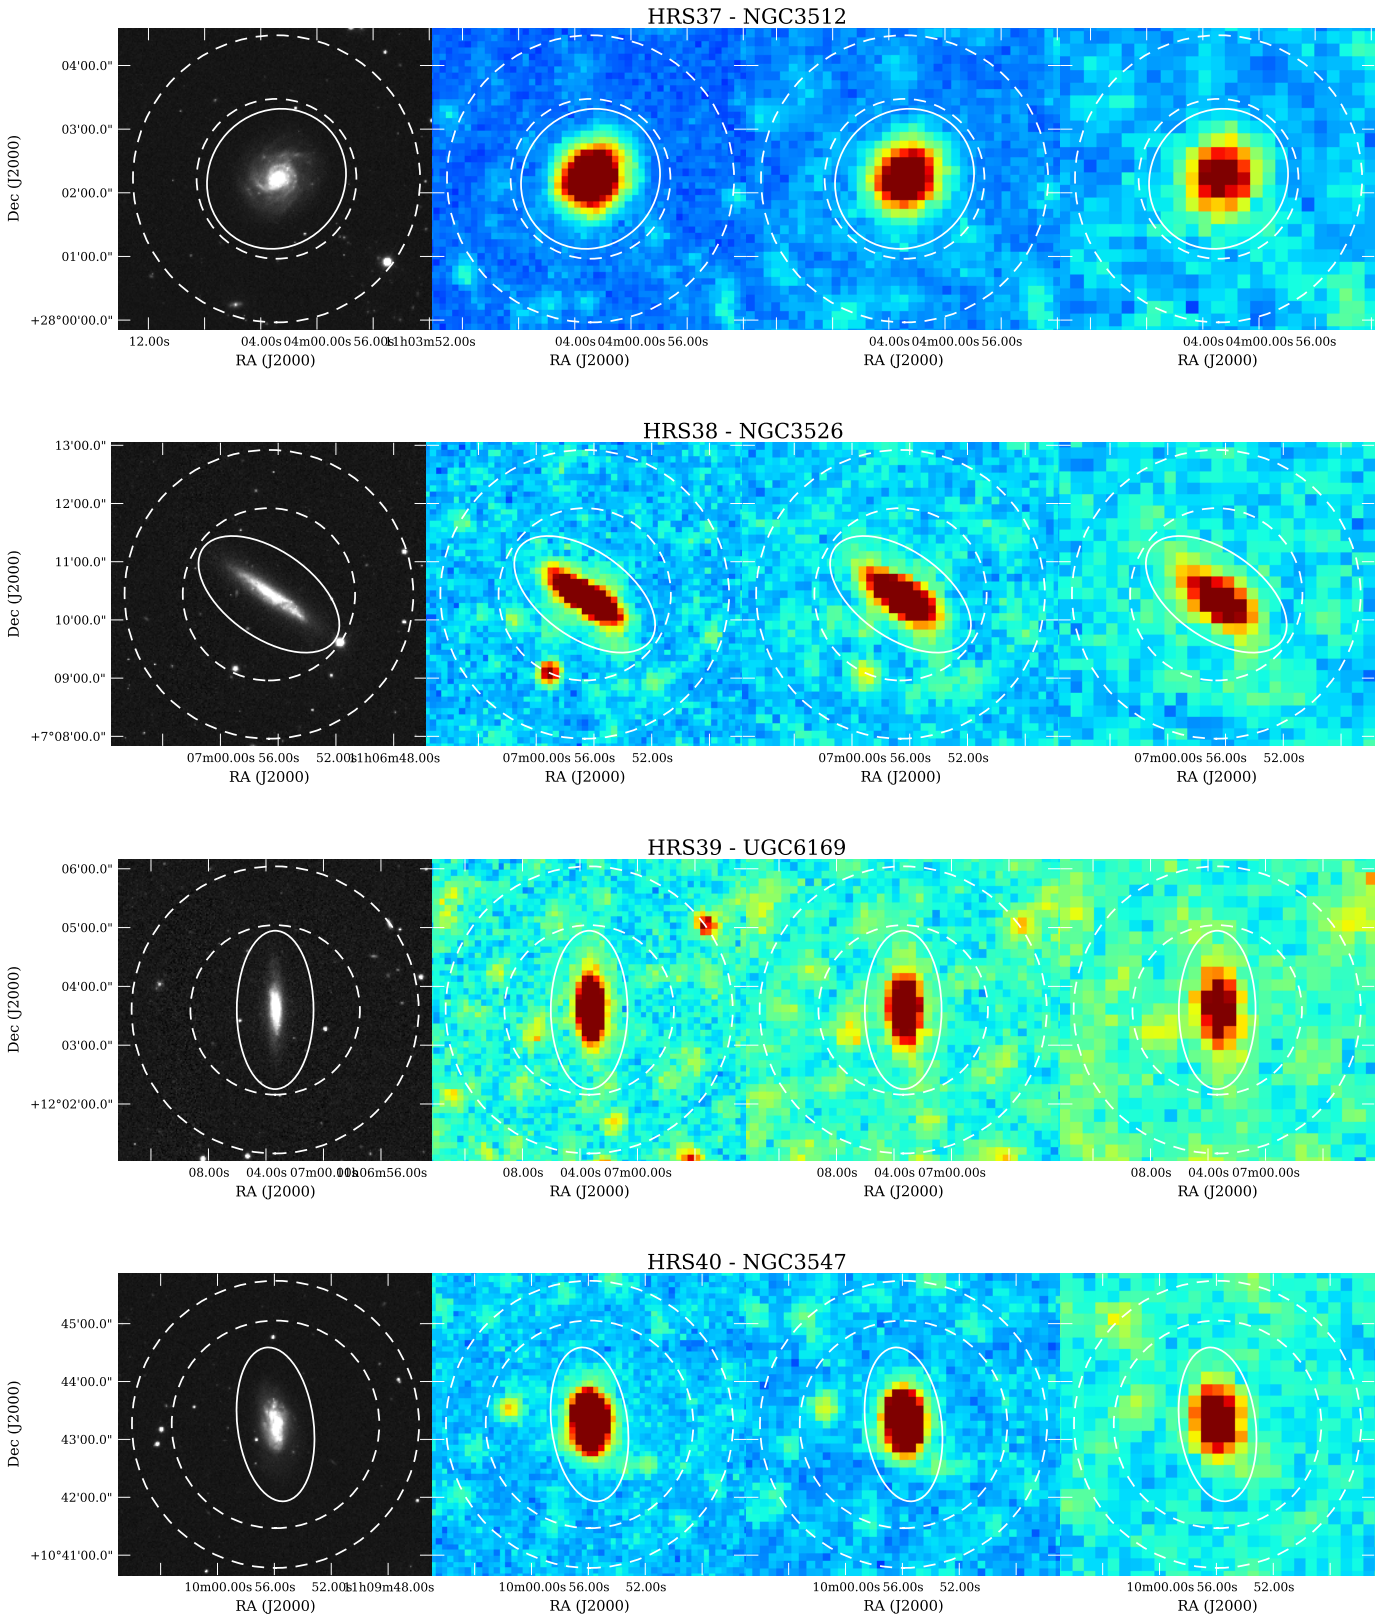 HRS37 - NGC3512
Dec (J2000)
04'00.0"
03'00.0"
02'00.0"
01'00.0"
+28°00'00.0"
12.00s 04.00s 04m00.00s 56.00s 11h03m52.00s 04.00s 04m00.00s 56.00s 04.00s 04m00.00s 56.00s 04.00s 04m00.00s 56.00s
RA (J2000) RA (J2000) RA (J2000) RA (J2000)
HRS38 - NGC3526
Dec (J2000)
13'00.0"
12'00.0"
11'00.0"
10'00.0"
09'00.0"
+7°08'00.0"
07m00.00s 56.00s 52.00s 11h06m48.00s 07m00.00s 56.00s 52.00s 07m00.00s 56.00s 52.00s 07m00.00s 56.00s 52.00s
RA (J2000) RA (J2000) RA (J2000) RA (J2000)
HRS39 - UGC6169
Dec (J2000)
06'00.0"
05'00.0"
04'00.0"
03'00.0"
+12°02'00.0"
08.00s 04.00s 07m00.00s 11h06m56.00s 08.00s 04.00s 07m00.00s 08.00s 04.00s 07m00.00s 08.00s 04.00s 07m00.00s
RA (J2000) RA (J2000) RA (J2000) RA (J2000)
HRS40 - NGC3547
Dec (J2000)
45'00.0"
44'00.0"
43'00.0"
42'00.0"
+10°41'00.0"
10m00.00s 56.00s 52.00s 11h09m48.00s 10m00.00s 56.00s 52.00s 10m00.00s 56.00s 52.00s 10m00.00s 56.00s 52.00s
RA (J2000) RA (J2000) RA (J2000) RA (J2000)